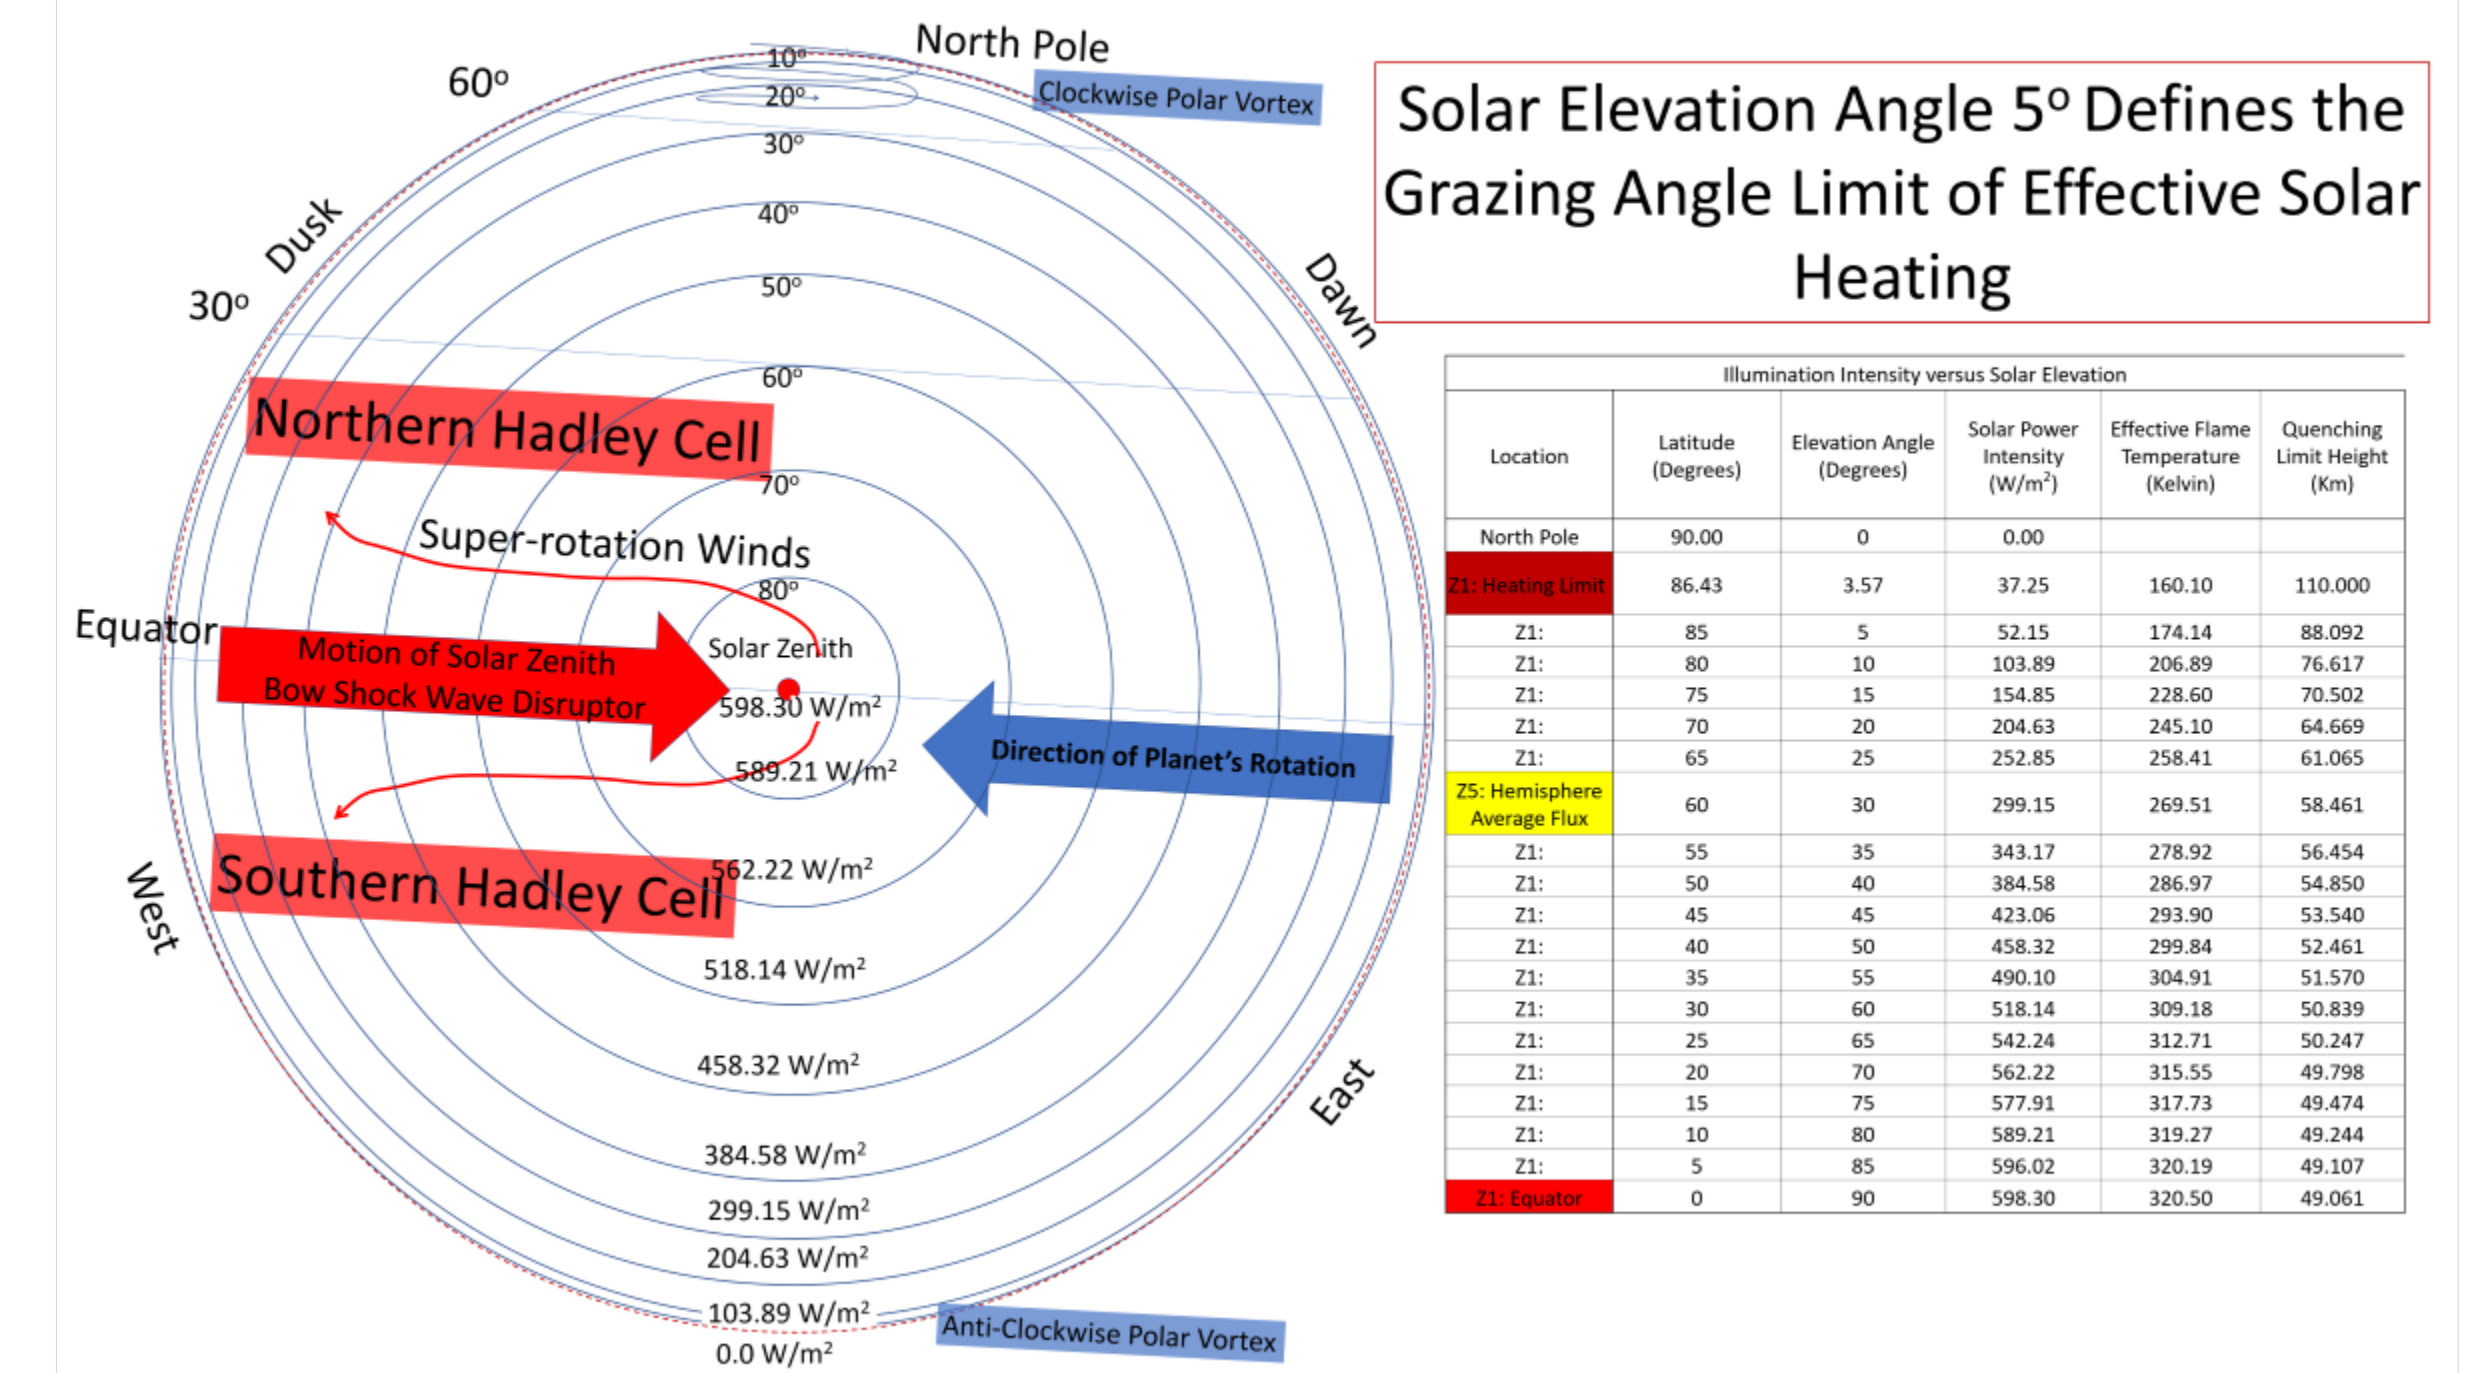 North Pole
Clockwise Polar Vortex
60º
30º
Dusk
Dawn
10º
20º
30º
40º
50º
60º
70º
80º
Northern Hadley Cell
Super-rotation Winds
Equator
Motion of Solar Zenith
Bow Shock Wave Disruptor
Solar Zenith
598.30 W/m²
589.21 W/m²
Direction of Planet's Rotation
Southern Hadley Cell
562.22 W/m²
West
518.14 W/m²
458.32 W/m²
East
384.58 W/m²
299.15 W/m²
204.63 W/m²
103.89 W/m²
0.0 W/m²
Anti-Clockwise Polar Vortex
Solar Elevation Angle 5º Defines the
Grazing Angle Limit of Effective Solar
Heating
Illumination Intensity versus Solar Elevation
Location Latitude (Degrees) Elevation Angle (Degrees) Solar Power Intensity (W/m²) Effective Flame Temperature (Kelvin) Quenching Limit Height (Km)
North Pole 90.00 0 0.00
Z1: Heating Limit 86.43 3.57 37.25 160.10 110.000
Z1: 85 5 52.15 174.14 88.092
Z1: 80 10 103.89 206.89 76.617
Z1: 75 15 154.85 228.60 70.502
Z1: 70 20 204.63 245.10 64.669
Z1: 65 25 252.85 258.41 61.065
Z5: Hemisphere Average Flux 60 30 299.15 269.51 58.461
Z1: 55 35 343.17 278.92 56.454
Z1: 50 40 384.58 286.97 54.850
Z1: 45 45 423.06 293.90 53.540
Z1: 40 50 458.32 299.84 52.461
Z1: 35 55 490.10 304.91 51.570
Z1: 30 60 518.14 309.18 50.839
Z1: 25 65 542.24 312.71 50.247
Z1: 20 70 562.22 315.55 49.798
Z1: 15 75 577.91 317.73 49.474
Z1: 10 80 589.21 319.27 49.244
Z1: 5 85 596.02 320.19 49.107
Z1: Equator 0 90 598.30 320.50 49.061